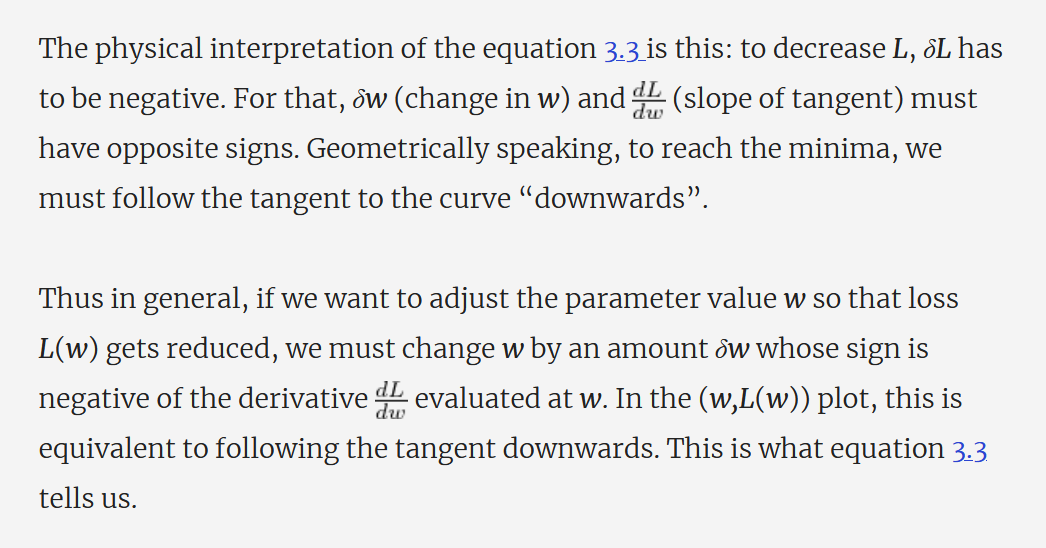 The physical interpretation of the equation 3.3 is this: to decrease L, δL has
to be negative. For that, δw (change in w) and dL/dw (slope of tangent) must
have opposite signs. Geometrically speaking, to reach the minima, we
must follow the tangent to the curve “downwards”.
Thus in general, if we want to adjust the parameter value w so that loss
L(w) gets reduced, we must change w by an amount δw whose sign is
negative of the derivative dL/dw evaluated at w. In the (w,L(w)) plot, this is
equivalent to following the tangent downwards. This is what equation 3.3
tells us.